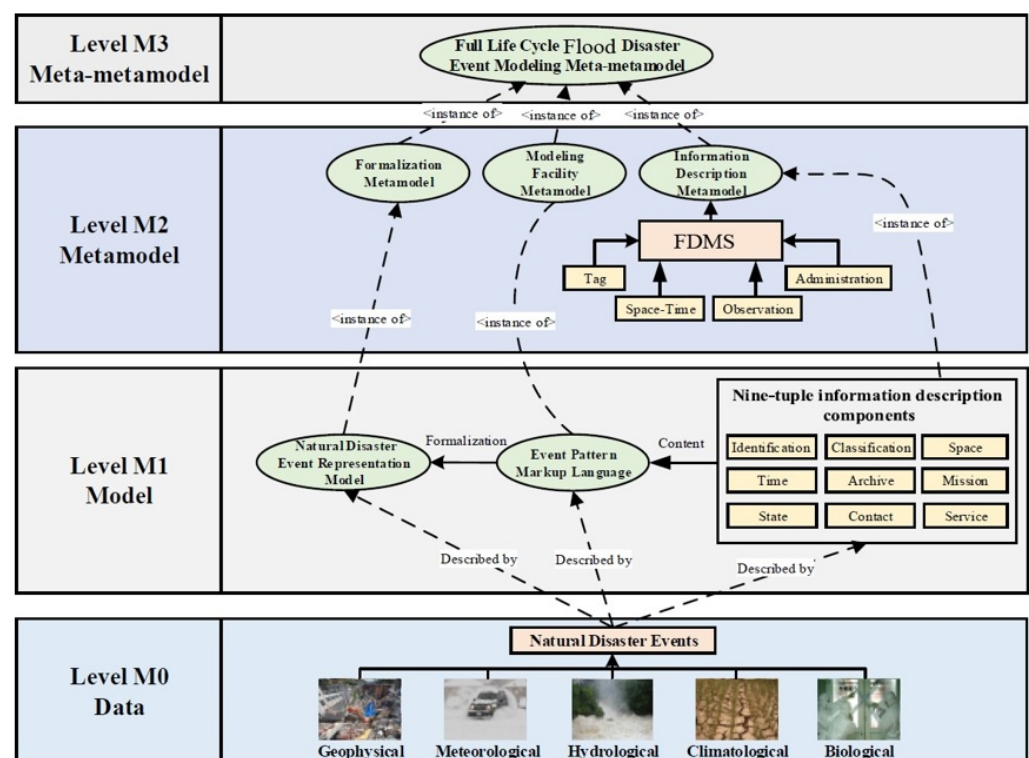 Level M3
Meta-metamodel
Full Life Cycle Flood Disaster
Event Modeling Meta-metamodel
<instance of>
<instance of>
<instance of>
Level M2
Metamodel
Formalization
Metamodel
Modeling
Facility
Metamodel
Information
Description
Metamodel
<instance of>
FDMS
Tag
Administration
Space-Time
Observation
<instance of>
<instance of>
Level M1
Model
Nine-tuple information description
components
Identification
Classification
Space
Time
Archive
Mission
State
Contact
Service
Natural Disaster
Event Representation
Model
Formalization
Event Pattern
Markup Language
Content
Described by
Described by
Described by
Level M0
Data
Natural Disaster Events
Geophysical
Meteorological
Hydrological
Climatological
Biological